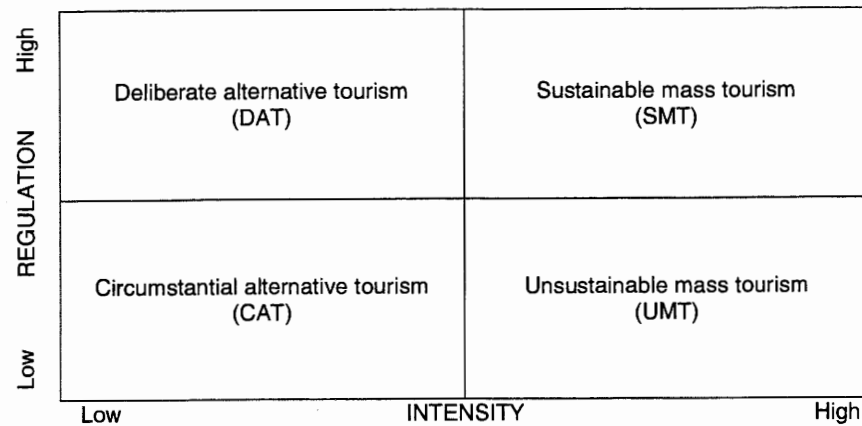 High
REGULATION
Low
Deliberate alternative tourism
(DAT)
Sustainable mass tourism
(SMT)
Circumstantial alternative tourism
(CAT)
Unsustainable mass tourism
(UMT)
Low
INTENSITY
High